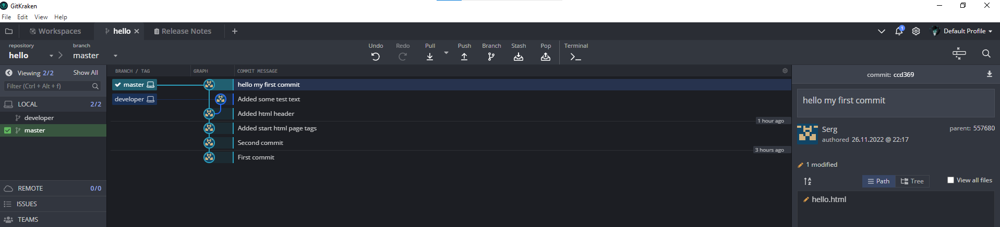 GitKraken
File Edit View Help
Workspaces hello Release Notes
1 Default Profile
repository branch
hello master
Undo Redo Pull Push Branch Stash Pop Terminal
Viewing 2/2 Show All
Filter (Ctrl + Alt + f)
LOCAL 2/2
developer
master
REMOTE 0/0
ISSUES
TEAMS
BRANCH / TAG GRAPH COMMIT MESSAGE
master hello my first commit
developer Added some test text
Added html header
1 hour ago
Added start html page tags
Second commit
3 hours ago
First commit
commit: ccd369
hello my first commit
Serg parent: 557680
authored 26.11.2022 @ 22:17
1 modified
A Z Path Tree View all files
hello.html